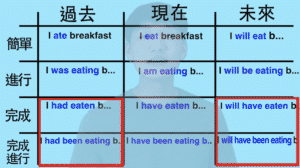 過去 現在 未來
簡單 I ate breakfast I eat breakfast I will eat b...
進行 I was eating b... I am eating b... I will be eating b...
完成 I had eaten b... I have eaten b... I will have eaten b
完成進行 I had been eating b.. I have been eating b.. I will have been eating b